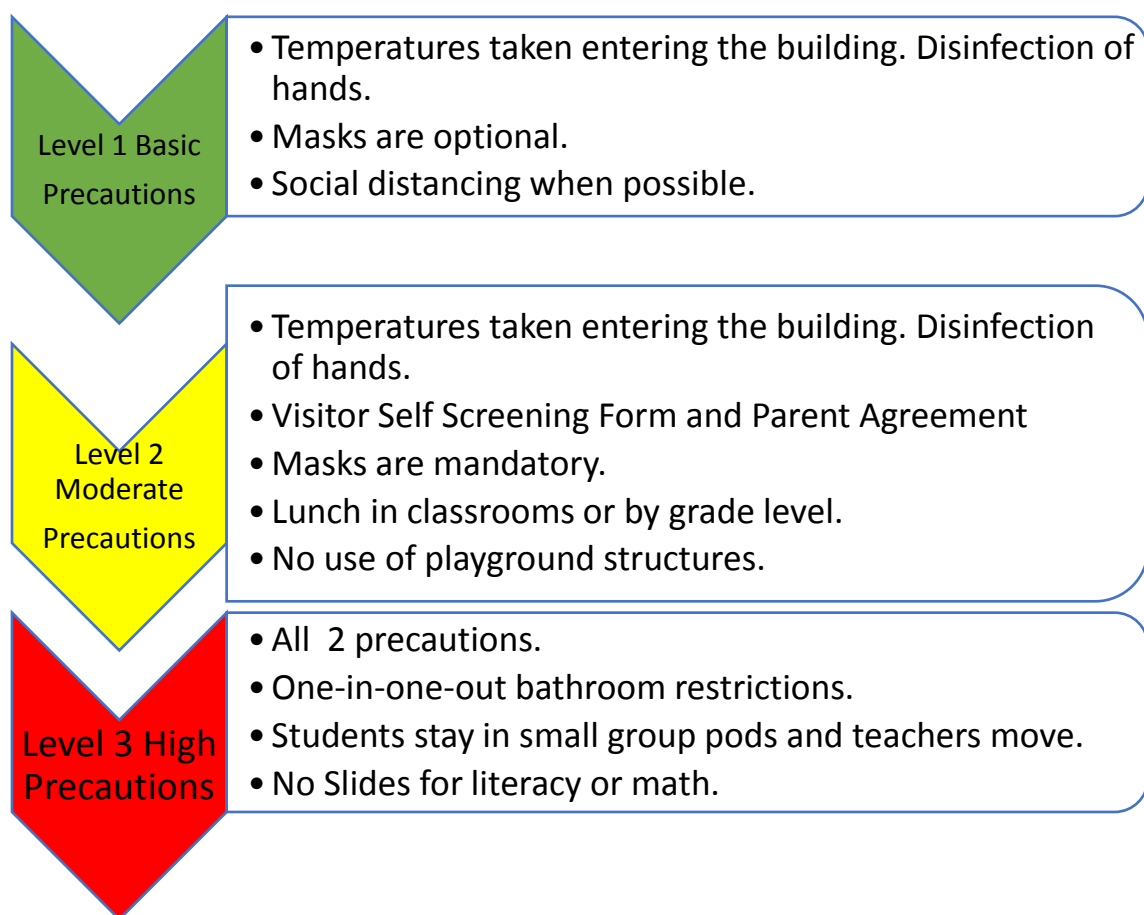 Level 1 Basic
Precautions
• Temperatures taken entering the building. Disinfection of
hands.
• Masks are optional.
• Social distancing when possible.
Level 2
Moderate
Precautions
• Temperatures taken entering the building. Disinfection
of hands.
• Visitor Self Screening Form and Parent Agreement
• Masks are mandatory.
• Lunch in classrooms or by grade level.
• No use of playground structures.
Level 3 High
Precautions
• All  2 precautions.
• One-in-one-out bathroom restrictions.
• Students stay in small group pods and teachers move.
• No Slides for literacy or math.